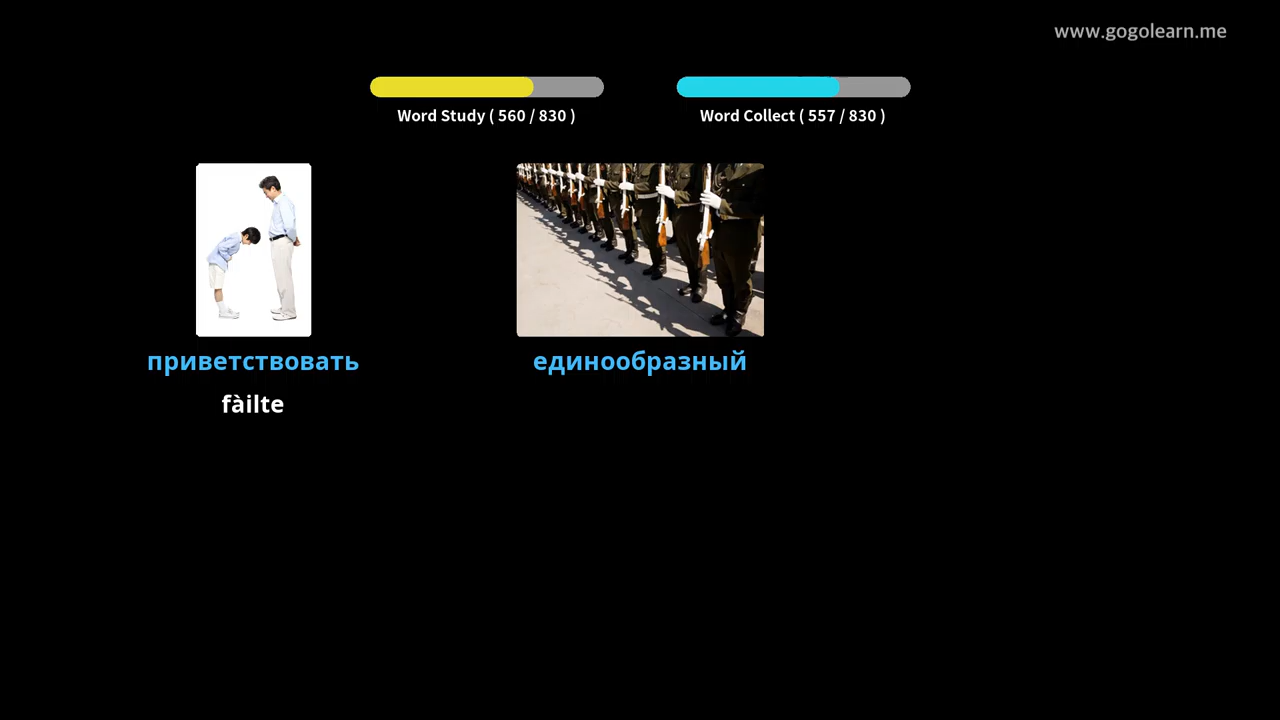 www.gogolearn.me
Word Study ( 560 / 830 )
Word Collect ( 557 / 830 )
приветствовать
единообразный
fàilte